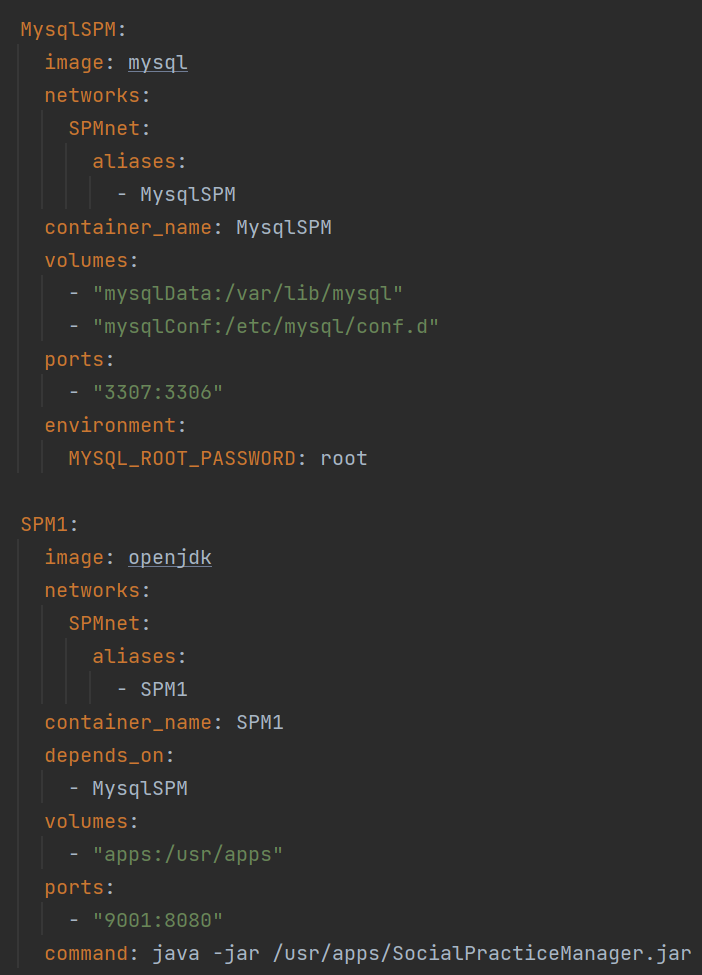 MysqlSPM:
  image: mysql
  networks:
    SPMnet:
      aliases:
        - MysqlSPM
  container_name: MysqlSPM
  volumes:
    - "mysqlData:/var/lib/mysql"
    - "mysqlConf:/etc/mysql/conf.d"
  ports:
    - "3307:3306"
  environment:
    MYSQL_ROOT_PASSWORD: root

SPM1:
  image: openjdk
  networks:
    SPMnet:
      aliases:
        - SPM1
  container_name: SPM1
  depends_on:
    - MysqlSPM
  volumes:
    - "apps:/usr/apps"
  ports:
    - "9001:8080"
  command: java -jar /usr/apps/SocialPracticeManager.jar